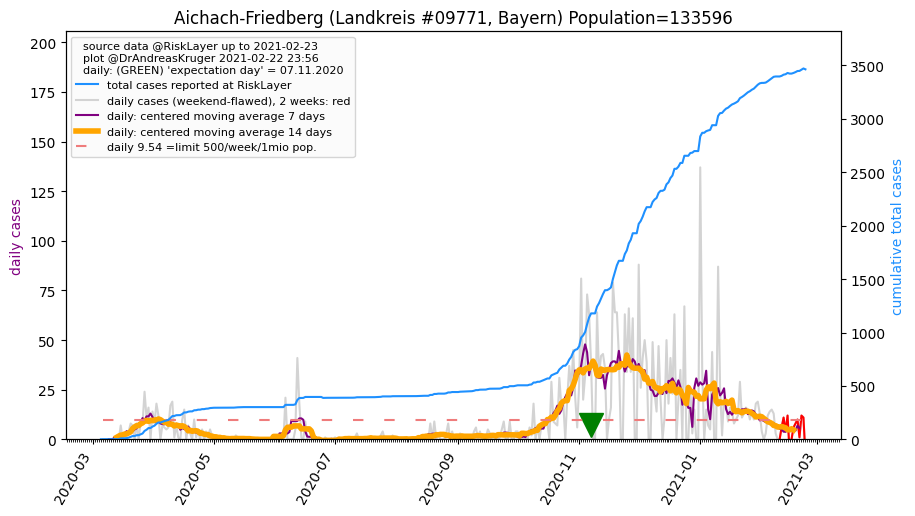 Aichach-Friedberg (Landkreis #09771, Bayern) Population=133596
source data @RiskLayer up to 2021-02-23
plot @DrAndreasKruger 2021-02-22 23:56
daily: (GREEN) 'expectation day' = 07.11.2020
total cases reported at RiskLayer
daily cases (weekend-flawed), 2 weeks: red
daily: centered moving average 7 days
daily: centered moving average 14 days
daily 9.54 =limit 500/week/1mio pop.
daily cases
200
175
150
125
100
75
50
25
0
cumulative total cases
3500
3000
2500
2000
1500
1000
500
0
2020-03
2020-05
2020-07
2020-09
2020-11
2021-01
2021-03